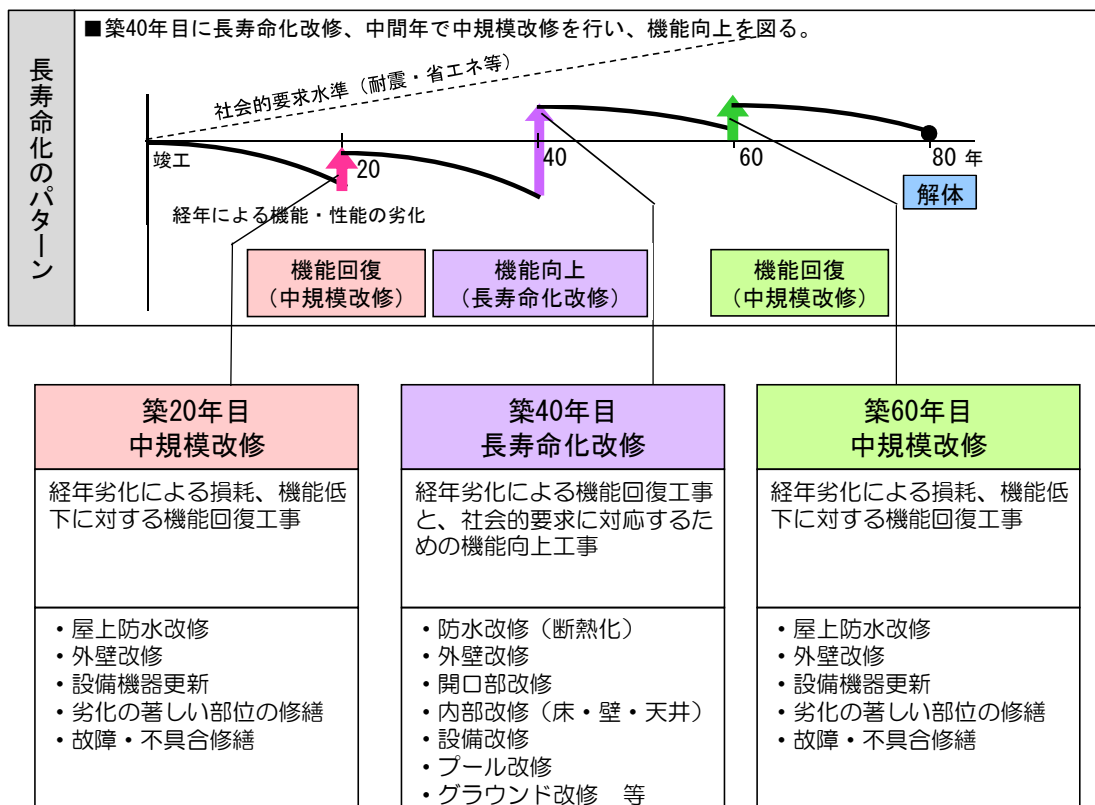 長寿命化のパターン
■築40年目に長寿命化改修、中間年で中規模改修を行い、機能向上を図る。
社会的要求水準（耐震・省エネ等）
竣工
20
40
60
80 年
経年による機能・性能の劣化
解体
機能回復
（中規模改修）
機能向上
（長寿命化改修）
機能回復
（中規模改修）
築20年目
中規模改修
経年劣化による損耗、機能低
下に対する機能回復工事
・屋上防水改修
・外壁改修
・設備機器更新
・劣化の著しい部位の修繕
・故障・不具合修繕
築40年目
長寿命化改修
経年劣化による機能回復工事
と、社会的要求に対応するた
めの機能向上工事
・防水改修（断熱化）
・外壁改修
・開口部改修
・内部改修（床・壁・天井）
・設備改修
・プール改修
・グラウンド改修　等
築60年目
中規模改修
経年劣化による損耗、機能低
下に対する機能回復工事
・屋上防水改修
・外壁改修
・設備機器更新
・劣化の著しい部位の修繕
・故障・不具合修繕